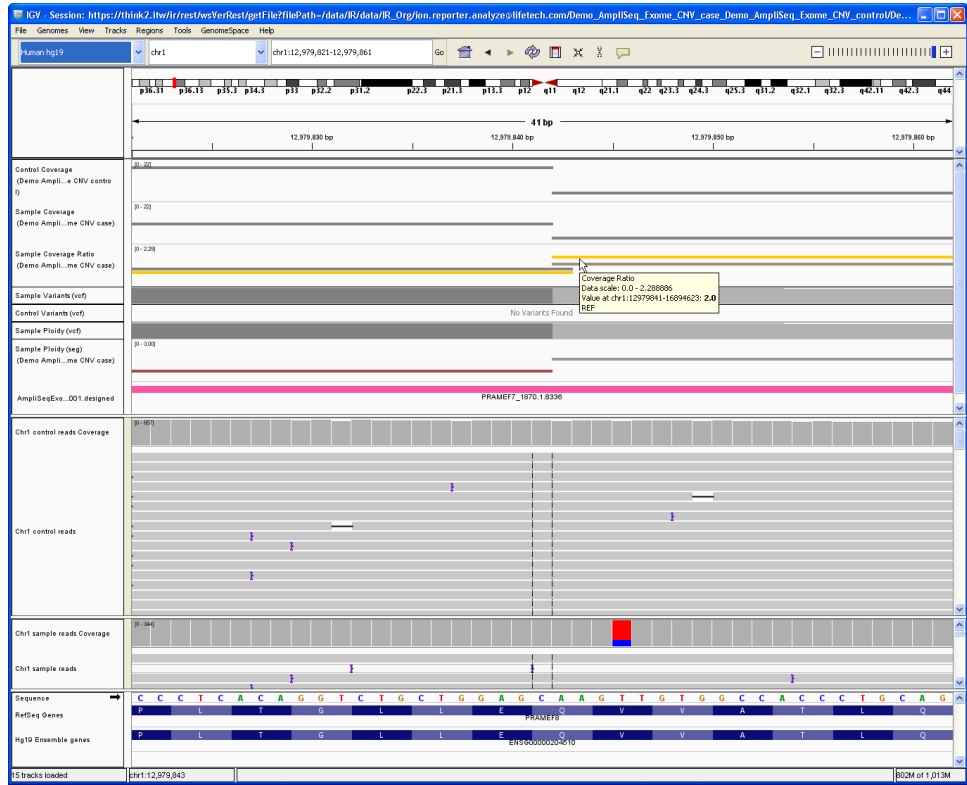 IGV - Session: https://think2.itw/ir/rest/wsVerRest/getFile?filePath=/data/IR/data/IR_Org/ion.reporter.analyze@lifetech.com/Demo_AmpliSeq_Exome_CNV_case_Demo_AmpliSeq_Exome_CNV_control/De...
File Genomes View Tracks Regions Tools GenomeSpace Help
Human hg19 chr1 chr1:12,979,821-12,979,861 Go
p36.31 p36.13 p35.3 p34.3 p33 p32.2 p31.2 p22.3 p21.3 p13.3 p12 q11 q12 q21.1 q22 q23.3 q24.3 q25.3 q31.2 q32.1 q32.3 q42.11 q42.3 q44
41 bp
12,979,830 bp 12,979,840 bp 12,979,850 bp 12,979,860 bp
Control Coverage
(Demo Ampli...e CNV contro
l)
[0 - 22]
Sample Coverage
(Demo Ampli...me CNV case)
[0 - 22]
Sample Coverage Ratio
(Demo Ampli...me CNV case)
[0 - 2.29]
Coverage Ratio
Data scale: 0.0 - 2.288886
Value at chr1:12979841-16894623: 2.0
REF
Sample Variants (vcf)
Control Variants (vcf) No Variants Found
Sample Ploidy (vcf)
Sample Ploidy (seg)
(Demo Ampli...me CNV case)
[0 - 3.00]
AmpliSeqExo...001.designed PRAMEF7_1870.1.8336
Chr1 control reads Coverage [0 - 657]
Chr1 control reads
Chr1 sample reads Coverage [0 - 344]
Chr1 sample reads
Sequence C C C T C A C A G G T C T G C T G G A G C A A G T T G T G G C C A C C C T G C A G
RefSeq Genes P L T G L L E Q V V A T L Q
PRAMEF8
Hg19 Ensemble genes P L T G L L E Q V V A T L Q
ENSG00000204510
15 tracks loaded chr1:12,979,843 802M of 1,013M